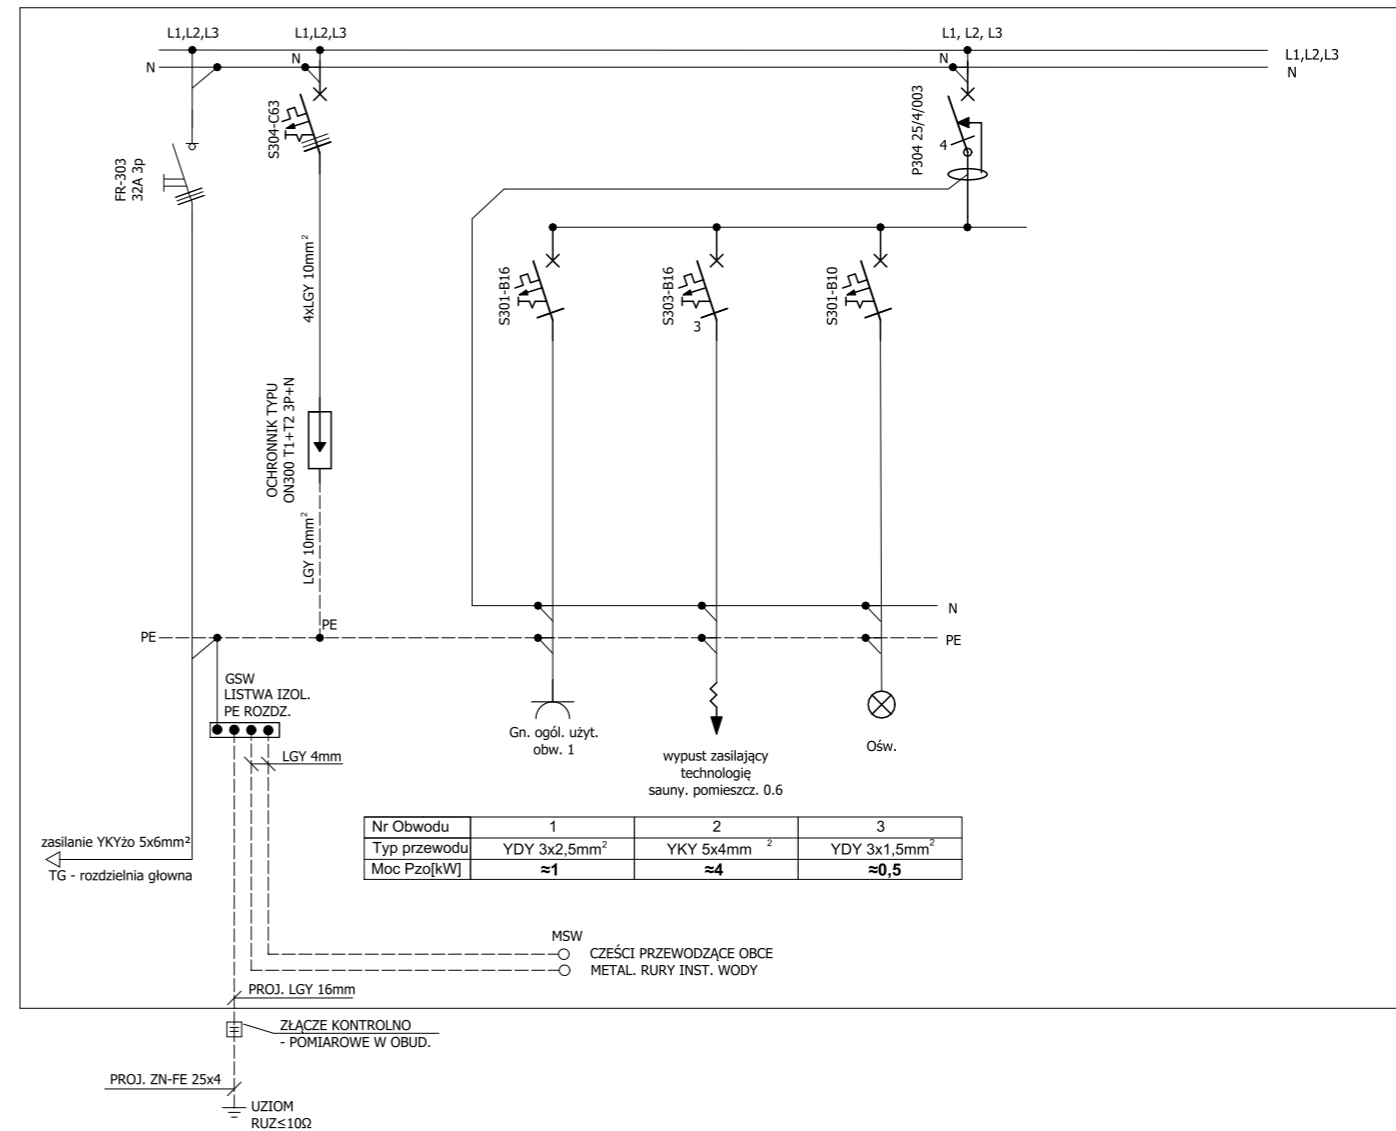 L1,L2,L3
L1,L2,L3
L1, L2, L3
L1,L2,L3
N
N
N
N
FR-303
32A 3p
S304-C63
P304 25/4/003
4
4xLGY 10mm²
S301-B16
S303-B16
3
S301-B10
OCHRONNIK TYPU
ON300 T1+T2 3P+N
LGY 10mm²
N
PE
PE
PE
GSW
LISTWA IZOL.
PE ROZDZ.
LGY 4mm
Gn. ogól. użyt.
obw. 1
wypust zasilający
technologię
sauny. pomieszcz. 0.6
Ośw.
Nr Obwodu 1 2 3
Typ przewodu YDY 3x2,5mm² YKY 5x4mm ² YDY 3x1,5mm²
Moc Pzo[kW] ≈1 ≈4 ≈0,5
zasilanie YKYżo 5x6mm²
TG - rozdzielnia głowna
MSW
CZEŚCI PRZEWODZĄCE OBCE
METAL. RURY INST. WODY
PROJ. LGY 16mm
ZŁĄCZE KONTROLNO
- POMIAROWE W OBUD.
PROJ. ZN-FE 25x4
UZIOM
RUZ≤10Ω